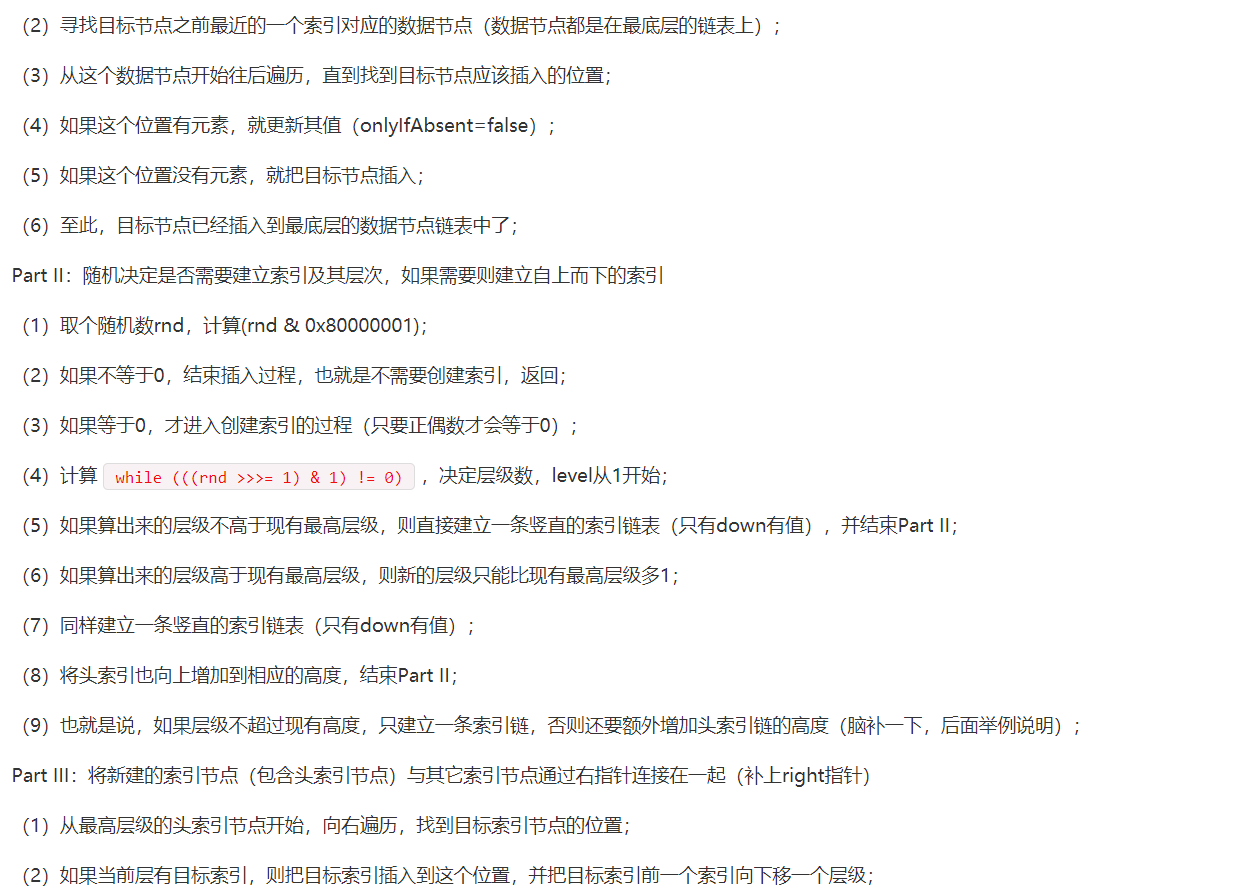 （2）寻找目标节点之前最近的一个索引对应的数据节点（数据节点都是在最底层的链表上）;
（3）从这个数据节点开始往后遍历，直到找到目标节点应该插入的位置；
（4）如果这个位置有元素，就更新其值（onlyIfAbsent=false）;
（5）如果这个位置没有元素，就把目标节点插入；
（6）至此，目标节点已经插入到最底层的数据节点链表中了；
Part II：随机决定是否需要建立索引及其层次，如果需要则建立自上而下的索引
（1）取个随机数rnd，计算(rnd & 0x80000001)；
（2）如果不等于0，结束插入过程，也就是不需要创建索引，返回；
（3）如果等于0，才进入创建索引的过程（只要正偶数才会等于0）;
（4）计算 while (((rnd >>>= 1) & 1) != 0) ，决定层级数，level从1开始；
（5）如果算出来的层级不高于现有最高层级，则直接建立一条竖直的索引链表（只有down有值），并结束Part II；
（6）如果算出来的层级高于现有最高层级，则新的层级只能比现有最高层级多1；
（7）同样建立一条竖直的索引链表（只有down有值）;
（8）将头索引也向上增加到相应的高度，结束Part II；
（9）也就是说，如果层级不超过现有高度，只建立一条索引链，否则还要额外增加头索引链的高度（脑补一下，后面举例说明）;
Part III：将新建的索引节点（包含头索引节点）与其它索引节点通过右指针连接在一起（补上right指针）
（1）从最高层级的头索引节点开始，向右遍历，找到目标索引节点的位置；
（2）如果当前层有目标索引，则把目标索引插入到这个位置，并把目标索引前一个索引向下移一个层级；